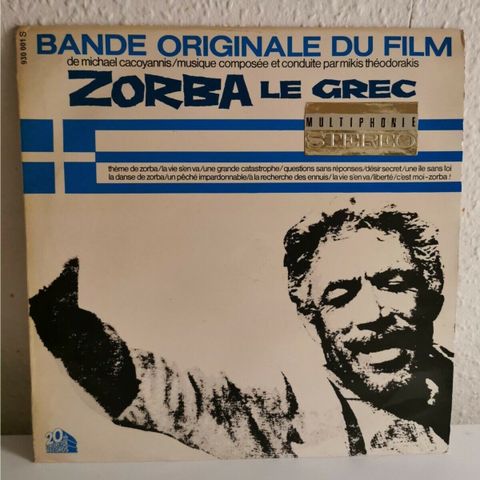 930 001 S
BANDE ORIGINALE DU FILM
de michael cacoyannis/musique composée et conduite par mikis théodorakis
ZORBA LE GREC
MULTIPHONIE
STEREO
thème de zorba/la vie s'en va/une grande catastrophe/questions sans réponses/désir secret/une île sans loi
la danse de zorba/un pêché impardonnable/à la recherche des ennuis/la vie s'en va/liberté/c'est moi-zorba!
20th